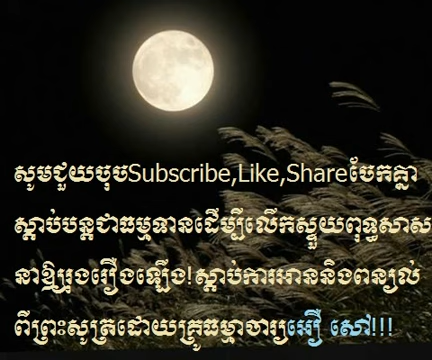 សូមជួយចុចSubscribe,Like,Shareចែកគ្នា
ស្តាប់បន្តជាធម្មទានដើម្បីលើកស្ទួយពុទ្ធសាស
នាឱ្យរុងរឿងឡើង!ស្តាប់ការអាននិងពន្យល់
ពីព្រះសូត្រដោយគ្រូធម្មាចារ្យអឿ សៅ!!!